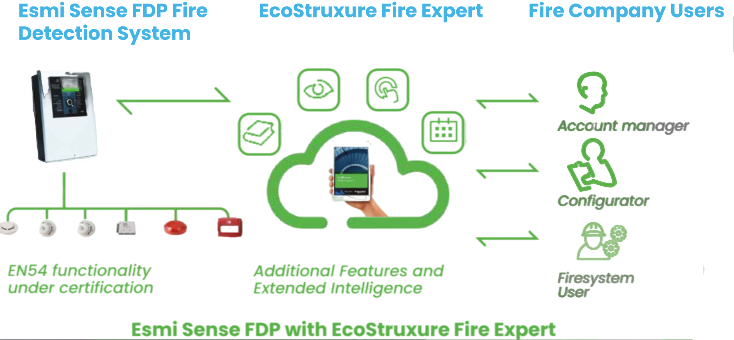 Esmi Sense FDP Fire
Detection System
EcoStruxure Fire Expert
Fire Company Users
Account manager
Configurator
Firesystem
User
EN54 functionality
under certification
Additional Features and
Extended Intelligence
Esmi Sense FDP with EcoStruxure Fire Expert